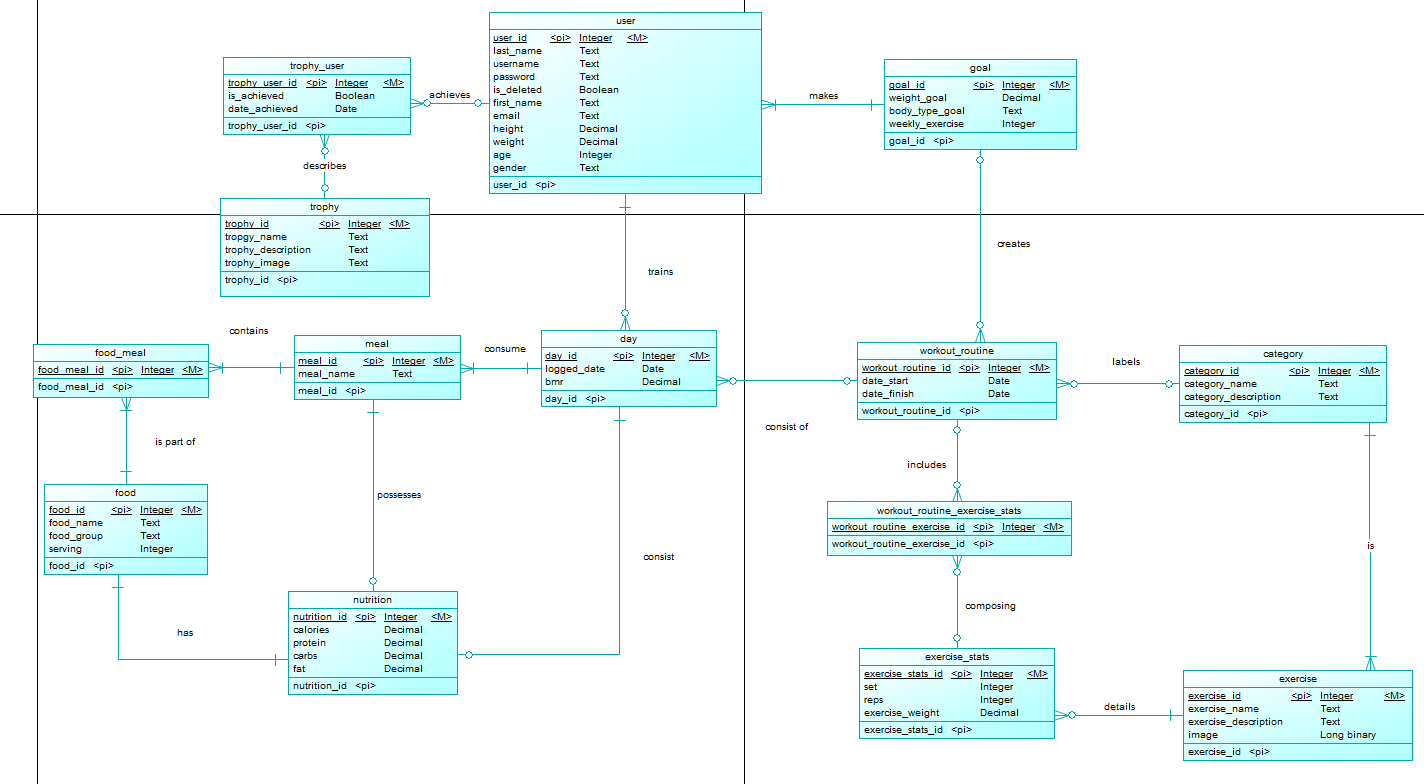 user
user_id <pi> Integer <M>
last_name Text
username Text
password Text
is_deleted Boolean
first_name Text
email Text
height Decimal
weight Decimal
age Integer
gender Text
user_id <pi>
trophy_user
trophy_user_id <pi> Integer <M>
is_achieved Boolean
date_achieved Date
trophy_user_id <pi>
achieves
makes
goal
goal_id <pi> Integer <M>
weight_goal Decimal
body_type_goal Text
weekly_exercise Integer
goal_id <pi>
describes
trophy
trophy_id <pi> Integer <M>
tropgy_name Text
trophy_description Text
trophy_image Text
trophy_id <pi>
trains
creates
contains
consume
labels
food_meal
food_meal_id <pi> Integer <M>
food_meal_id <pi>
meal
meal_id <pi> Integer <M>
meal_name Text
meal_id <pi>
day
day_id <pi> Integer <M>
logged_date Date
bmr Decimal
day_id <pi>
workout_routine
workout_routine_id <pi> Integer <M>
date_start Date
date_finish Date
workout_routine_id <pi>
category
category_id <pi> Integer <M>
category_name Text
category_description Text
category_id <pi>
consist of
is part of
includes
possesses
food
food_id <pi> Integer <M>
food_name Text
food_group Text
serving Integer
food_id <pi>
workout_routine_exercise_stats
workout_routine_exercise_id <pi> Integer <M>
workout_routine_exercise_id <pi>
consist
is
composing
has
nutrition
nutrition_id <pi> Integer <M>
calories Decimal
protein Decimal
carbs Decimal
fat Decimal
nutrition_id <pi>
exercise_stats
exercise_stats_id <pi> Integer <M>
set Integer
reps Integer
exercise_weight Decimal
exercise_stats_id <pi>
details
exercise
exercise_id <pi> Integer <M>
exercise_name Text
exercise_description Text
image Long binary
exercise_id <pi>